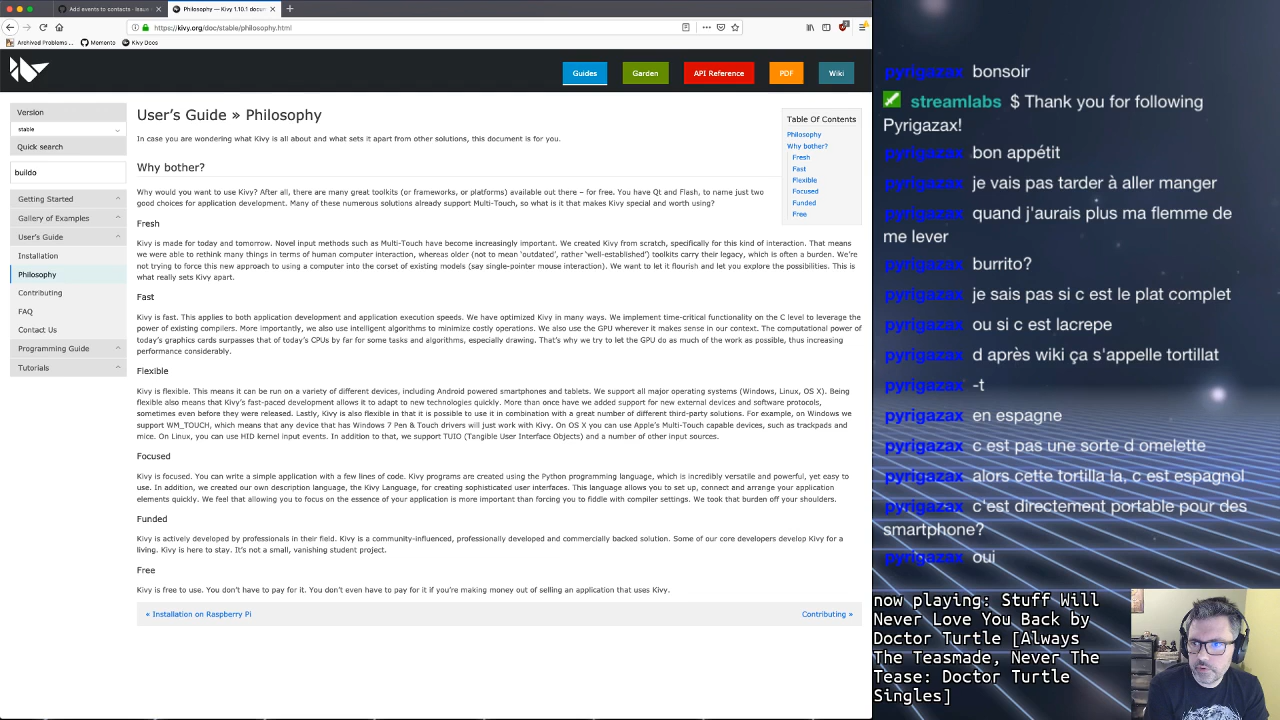 Add events to contacts · Issue
Philosophy — Kivy 1.10.1 docum
https://kivy.org/doc/stable/philosophy.html
Archived Problems ...
Memento
Kivy Docs
Guides
Garden
API Reference
PDF
Wiki
Version
stable
Quick search
buildo
Getting Started
Gallery of Examples
User's Guide
Installation
Philosophy
Contributing
FAQ
Contact Us
Programming Guide
Tutorials
User's Guide » Philosophy
In case you are wondering what Kivy is all about and what sets it apart from other solutions, this document is for you.
Why bother?
Why would you want to use Kivy? After all, there are many great toolkits (or frameworks, or platforms) available out there – for free. You have Qt and Flash, to name just two
good choices for application development. Many of these numerous solutions already support Multi-Touch, so what is it that makes Kivy special and worth using?
Fresh
Kivy is made for today and tomorrow. Novel input methods such as Multi-Touch have become increasingly important. We created Kivy from scratch, specifically for this kind of interaction. That means
we were able to rethink many things in terms of human computer interaction, whereas older (not to mean 'outdated', rather 'well-established') toolkits carry their legacy, which is often a burden. We're
not trying to force this new approach to using a computer into the corset of existing models (say single-pointer mouse interaction). We want to let it flourish and let you explore the possibilities. This is
what really sets Kivy apart.
Fast
Kivy is fast. This applies to both application development and application execution speeds. We have optimized Kivy in many ways. We implement time-critical functionality on the C level to leverage the
power of existing compilers. More importantly, we also use intelligent algorithms to minimize costly operations. We also use the GPU wherever it makes sense in our context. The computational power of
today's graphics cards surpasses that of today's CPUs by far for some tasks and algorithms, especially drawing. That's why we try to let the GPU do as much of the work as possible, thus increasing
performance considerably.
Flexible
Kivy is flexible. This means it can be run on a variety of different devices, including Android powered smartphones and tablets. We support all major operating systems (Windows, Linux, OS X). Being
flexible also means that Kivy's fast-paced development allows it to adapt to new technologies quickly. More than once have we added support for new external devices and software protocols,
sometimes even before they were released. Lastly, Kivy is also flexible in that it is possible to use it in combination with a great number of different third-party solutions. For example, on Windows we
support WM_TOUCH, which means that any device that has Windows 7 Pen & Touch drivers will just work with Kivy. On OS X you can use Apple's Multi-Touch capable devices, such as trackpads and
mice. On Linux, you can use HID kernel input events. In addition to that, we support TUIO (Tangible User Interface Objects) and a number of other input sources.
Focused
Kivy is focused. You can write a simple application with a few lines of code. Kivy programs are created using the Python programming language, which is incredibly versatile and powerful, yet easy to
use. In addition, we created our own description language, the Kivy Language, for creating sophisticated user interfaces. This language allows you to set up, connect and arrange your application
elements quickly. We feel that allowing you to focus on the essence of your application is more important than forcing you to fiddle with compiler settings. We took that burden off your shoulders.
Funded
Kivy is actively developed by professionals in their field. Kivy is a community-influenced, professionally developed and commercially backed solution. Some of our core developers develop Kivy for a
living. Kivy is here to stay. It's not a small, vanishing student project.
Free
Kivy is free to use. You don't have to pay for it. You don't even have to pay for it if you're making money out of selling an application that uses Kivy.
« Installation on Raspberry Pi
Contributing »
Table Of Contents
Philosophy
Why bother?
Fresh
Fast
Flexible
Focused
Funded
Free
pyrigazax bonsoir
streamlabs $ Thank you for following
Pyrigazax!
pyrigazax bon appétit
pyrigazax je vais pas tarder à aller manger
pyrigazax quand j'aurais plus ma flemme de
me lever
pyrigazax burrito?
pyrigazax je sais pas si c est le plat complet
pyrigazax ou si c est lacrepe
pyrigazax d après wiki ça s'appelle tortillat
pyrigazax -t
pyrigazax en espagne
pyrigazax c est pas une sorte d omelette
pyrigazax alors cette tortilla la, c est espagnol
pyrigazax c'est directement portable pour des
smartphone?
pyrigazax oui
now playing: Stuff Will
Never Love You Back by
Doctor Turtle [Always
The Teasmade, Never The
Tease: Doctor Turtle
Singles]